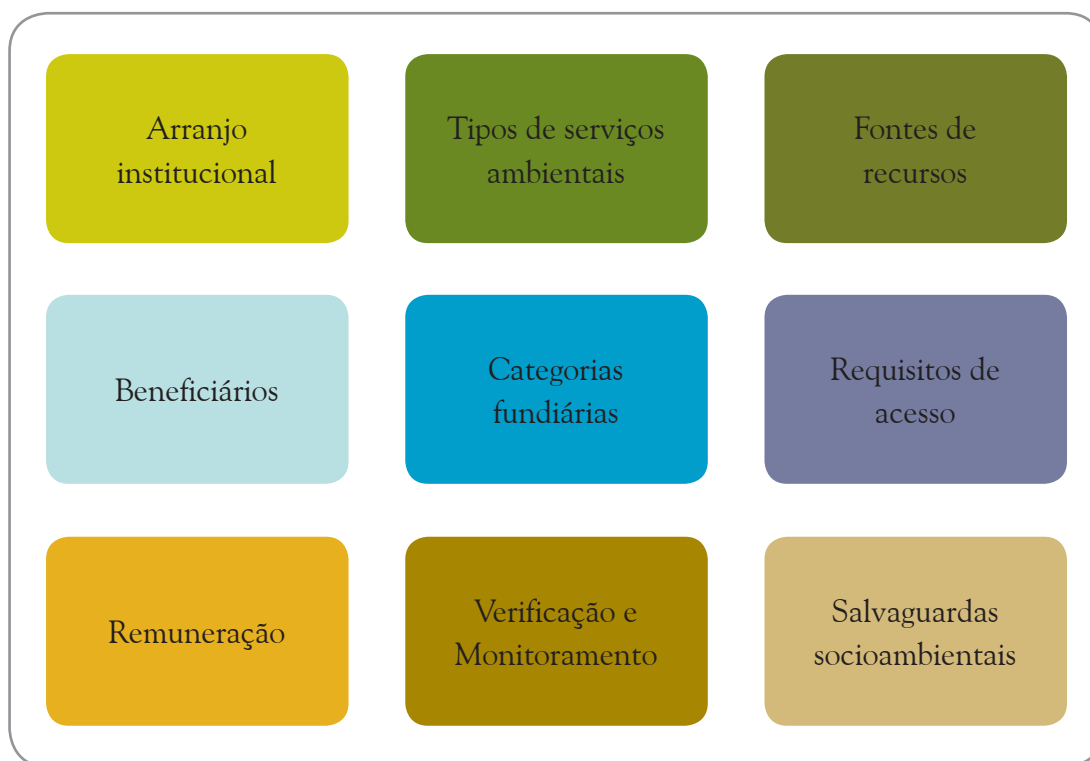 Arranjo
institucional
Tipos de serviços
ambientais
Fontes de
recursos
Beneficiários
Categorias
fundiárias
Requisitos de
acesso
Remuneração
Verificação e
Monitoramento
Salvaguardas
socioambientais